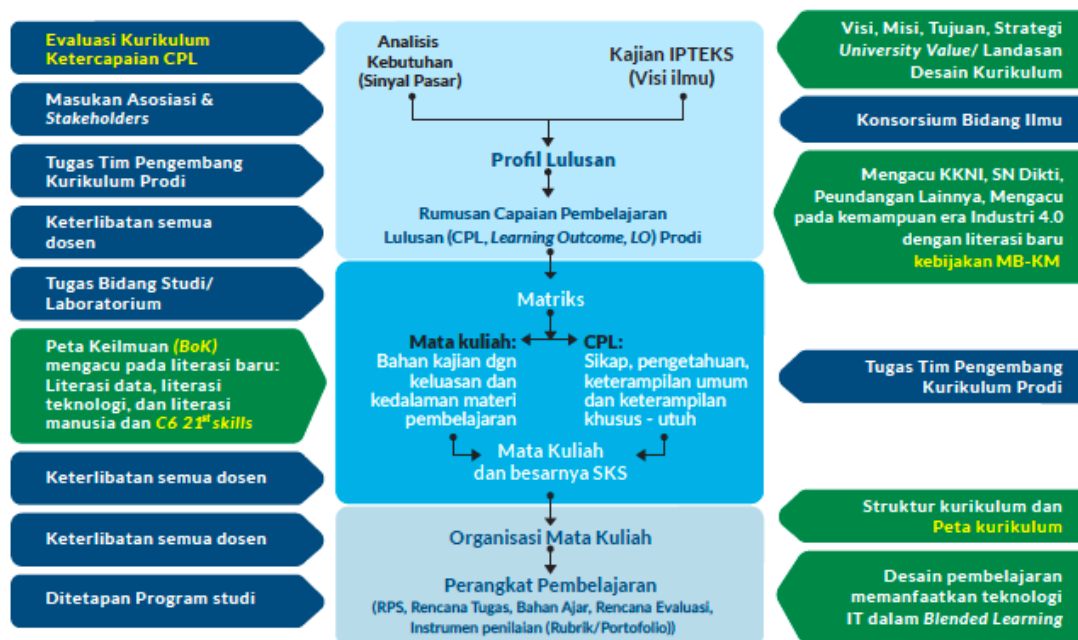 Evaluasi Kurikulum
Ketercapaian CPL
Masukan Asosiasi &
Stakeholders
Tugas Tim Pengembang
Kurikulum Prodi
Keterlibatan semua
dosen
Tugas Bidang Studi/
Laboratorium
Peta Keilmuan (BoK)
mengacu pada literasi baru:
Literasi data, literasi
teknologi, dan literasi
manusia dan C6 21st skills
Keterlibatan semua dosen
Keterlibatan semua dosen
Ditetapan Program studi
Analisis
Kebutuhan
(Sinyal Pasar)
Kajian IPTEKS
(Visi ilmu)
Profil Lulusan
Rumusan Capaian Pembelajaran
Lulusan (CPL, Learning Outcome, LO) Prodi
Matriks
Mata kuliah:
Bahan kajian dgn
keluasan dan
kedalaman materi
pembelajaran
CPL:
Sikap, pengetahuan,
keterampilan umum
dan keterampilan
khusus - utuh
Mata Kuliah
dan besarnya SKS
Organisasi Mata Kuliah
Perangkat Pembelajaran
(RPS, Rencana Tugas, Bahan Ajar, Rencana Evaluasi,
Instrumen penilaian (Rubrik/Portofolio))
Visi, Misi, Tujuan, Strategi
University Value/ Landasan
Desain Kurikulum
Konsorsium Bidang Ilmu
Mengacu KKNI, SN Dikti,
Peundangan Lainnya, Mengacu
pada kemampuan era Industri 4.0
dengan literasi baru
kebijakan MB-KM
Tugas Tim Pengembang
Kurikulum Prodi
Struktur kurikulum dan
Peta kurikulum
Desain pembelajaran
memanfaatkan teknologi
IT dalam Blended Learning